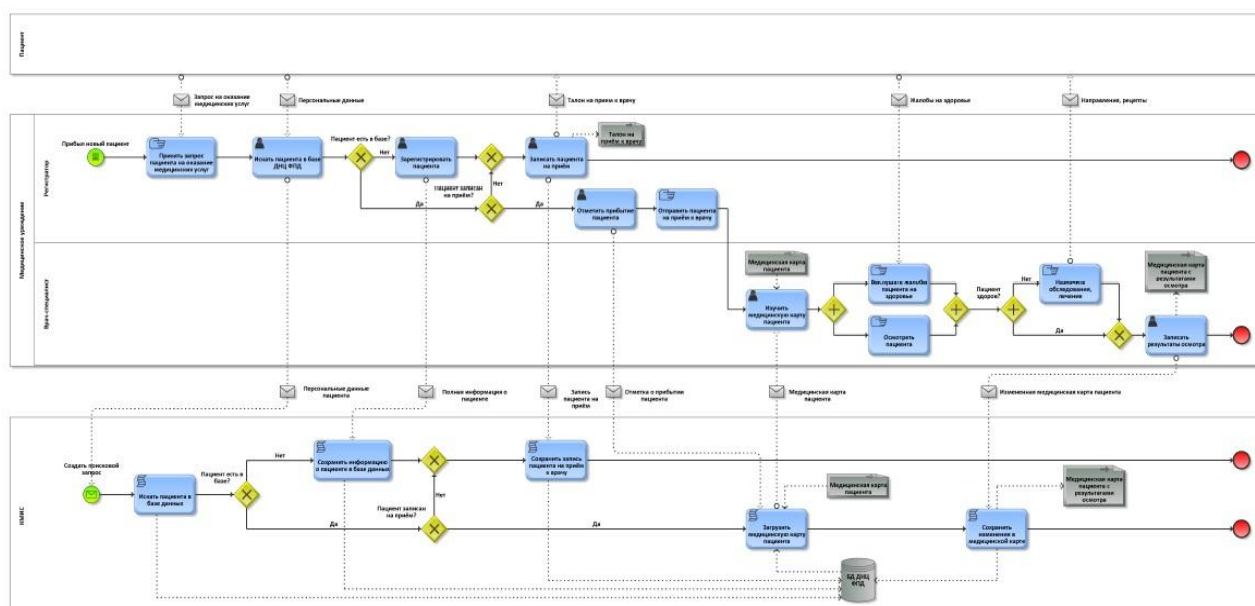 Пациент
Запрос на оказание
медицинских услуг
Персональные данные
Талон на прием к врачу
Жалобы на здоровье
Направления, рецепты
Медицинское учреждение
Регистратор
Прибыл новый пациент
Принять запрос
пациента на оказание
медицинских услуг
Искать пациента в базе
ДНЦ ФПД
Пациент есть в базе?
Нет
Да
Зарегистрировать
пациента
Пациент записан
на приём?
Нет
Да
Записать пациента
на приём
Талон на
приём к врачу
Отметить прибытие
пациента
Отправить пациента
на приём к врачу
Врач-специалист
Медицинская карта
пациента
Изучить
медицинскую карту
пациента
Выслушать жалобы
пациента на
здоровье
Осмотреть
пациента
Пациент
здоров?
Нет
Да
Назначить
обследования,
лечение
Медицинская карта
пациента с
результатами
осмотра
Записать
результаты осмотра
Персональные данные
пациента
Полная информация о
пациенте
Запись
пациента на приём
Отметка о прибытии
пациента
Медицинская карта
пациента
Измененная медицинская карта пациента
КМИС
Создать поисковой
запрос
Искать пациента в
базе данных
Пациент есть в
базе?
Нет
Да
Сохранить информацию
о пациенте в базе данных
Пациент записан
на приём?
Нет
Да
Сохранить запись
пациента на приём
к врачу
Медицинская карта
пациента
Загрузить
медицинскую карту
пациента
Сохранить
изменения в
медицинской карте
Медицинская карта
пациента с
результатами
осмотра
БД ДНЦ
ФПД